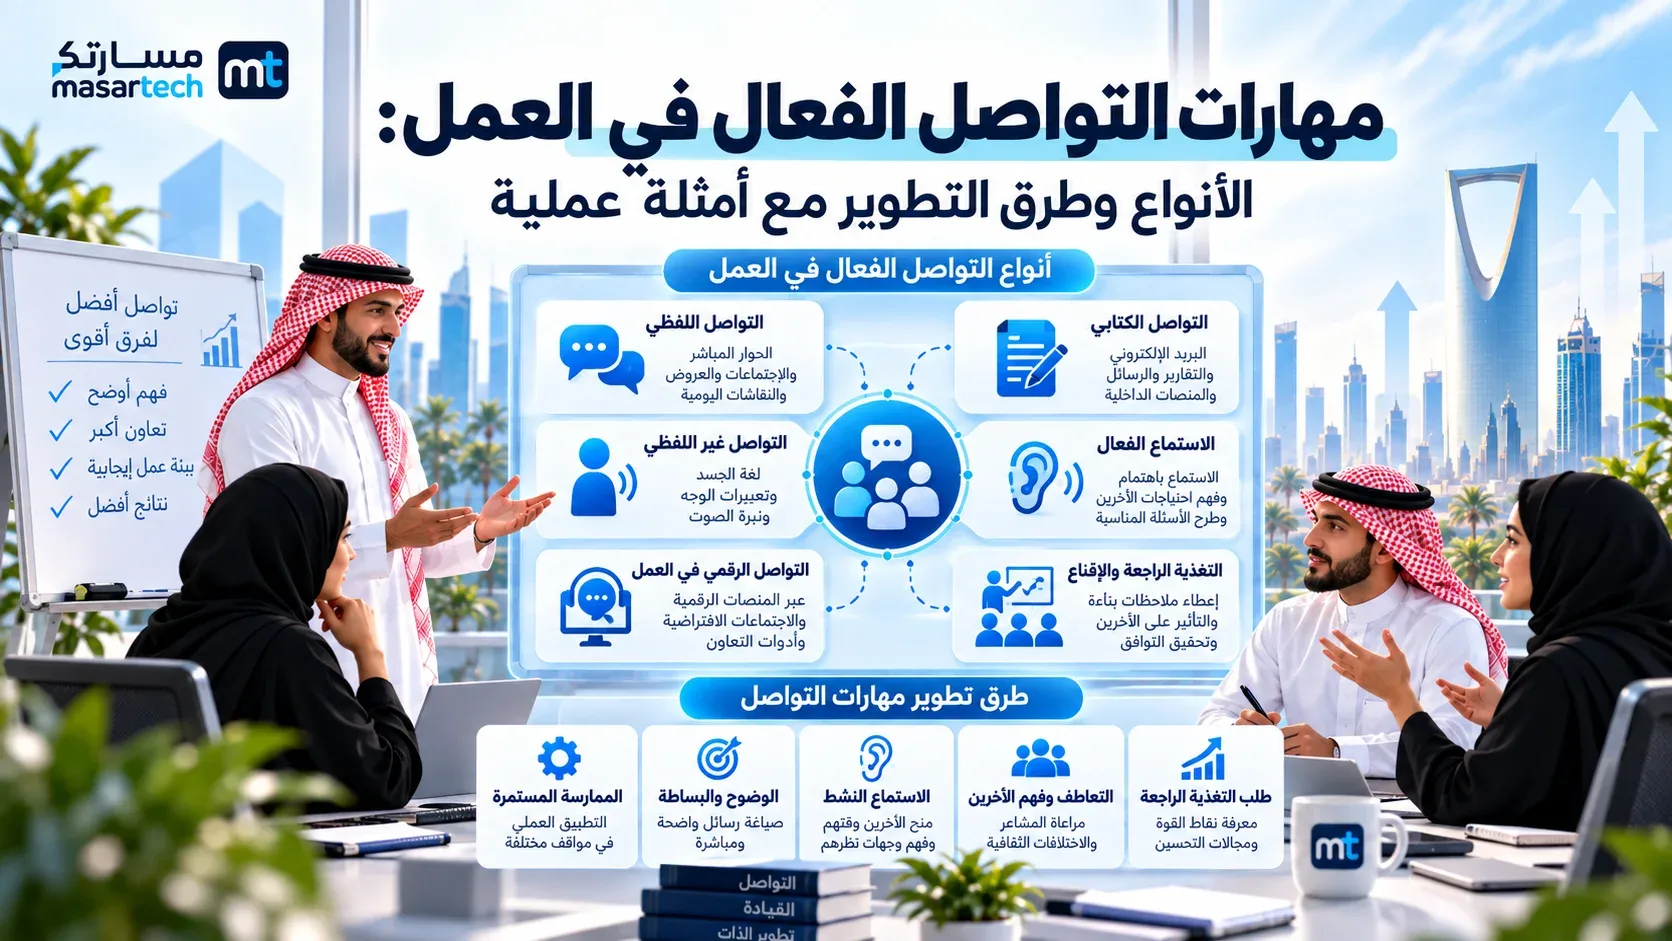 مسارتك
masartech
mt
مهارات التواصل الفعال في العمل:
الأنواع وطرق التطوير مع أمثلة عملية
تواصل أفضل
لفرق أقوى
فهم أوضح
تعاون أكبر
بيئة عمل إيجابية
نتائج أفضل
أنواع التواصل الفعال في العمل
التواصل الكتابي
البريد الإلكتروني
والتقارير والرسائل
والمنصات الداخلية
التواصل اللفظي
الحوار المباشر
والإجتماعات والعروض
والنقاشات اليومية
الاستماع الفعال
الاستماع باهتمام
وفهم احتياجات الأخرين
وطرح الأسئلة المناسبة
التواصل غير اللفظي
لغة الجسد
وتعبيرات الوجه
ونبرة الصوت
التغذية الراجعة والإقناع
إعطاء ملاحظات بناءة
والتأثير على الأخرين
وتحقيق التوافق
التواصل الرقمي في العمل
عبر المنصات الرقمية
والاجتماعات الافتراضية
وأدوات التعاون
طرق تطوير مهارات التواصل
طلب التغذية الراجعة
معرفة نقاط القوة
ومجالات التحسين
التعاطف وفهم الأخرين
مراعاة المشاعر
والاختلافات الثقافية
الاستماع النشط
منح الأخرين وقتهم
وفهم وجهات نظرهم
الوضوح والبساطة
صياغة رسائل واضحة
ومباشرة
الممارسة المستمرة
التطبيق العملي
في مواقف مختلفة
mt
التواصل
القيادة
تطوير الذات